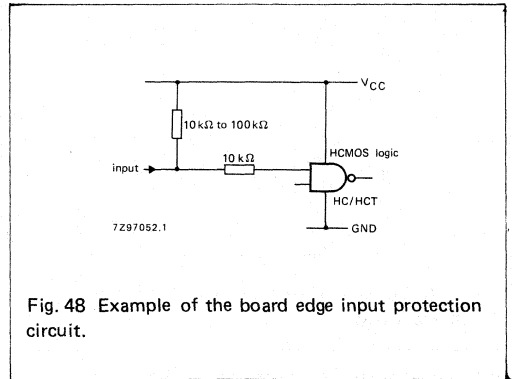 VCC
10 kΩ to 100 kΩ
10 kΩ
HCMOS logic
input
HC/HCT
7Z97052.1
GND
Fig. 48 Example of the board edge input protection
circuit.